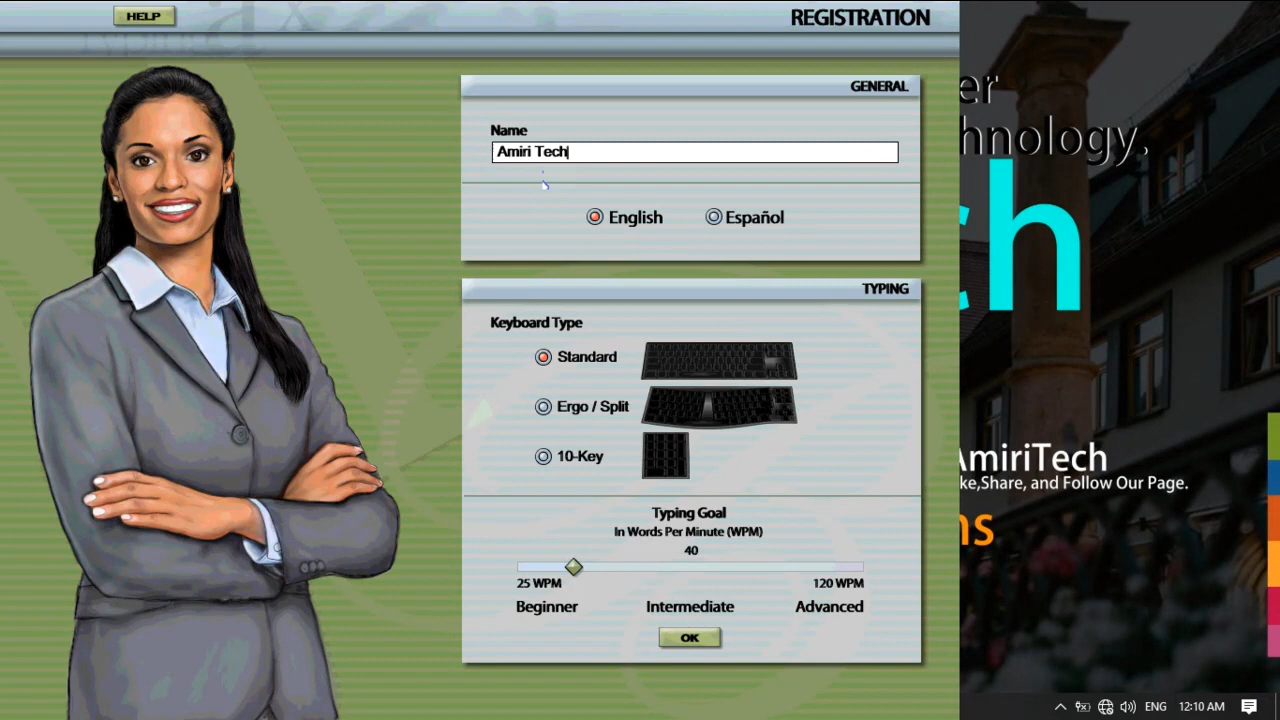 HELP
REGISTRATION
GENERAL
Name
Amiri Tech
English
Español
TYPING
Keyboard Type
Standard
Ergo / Split
10-Key
Typing Goal
In Words Per Minute (WPM)
40
25 WPM
120 WPM
Beginner
Intermediate
Advanced
OK
er
hnology.
ch
AmiriTech
ke,Share, and Follow Our Page.
ns
ENG
12:10 AM